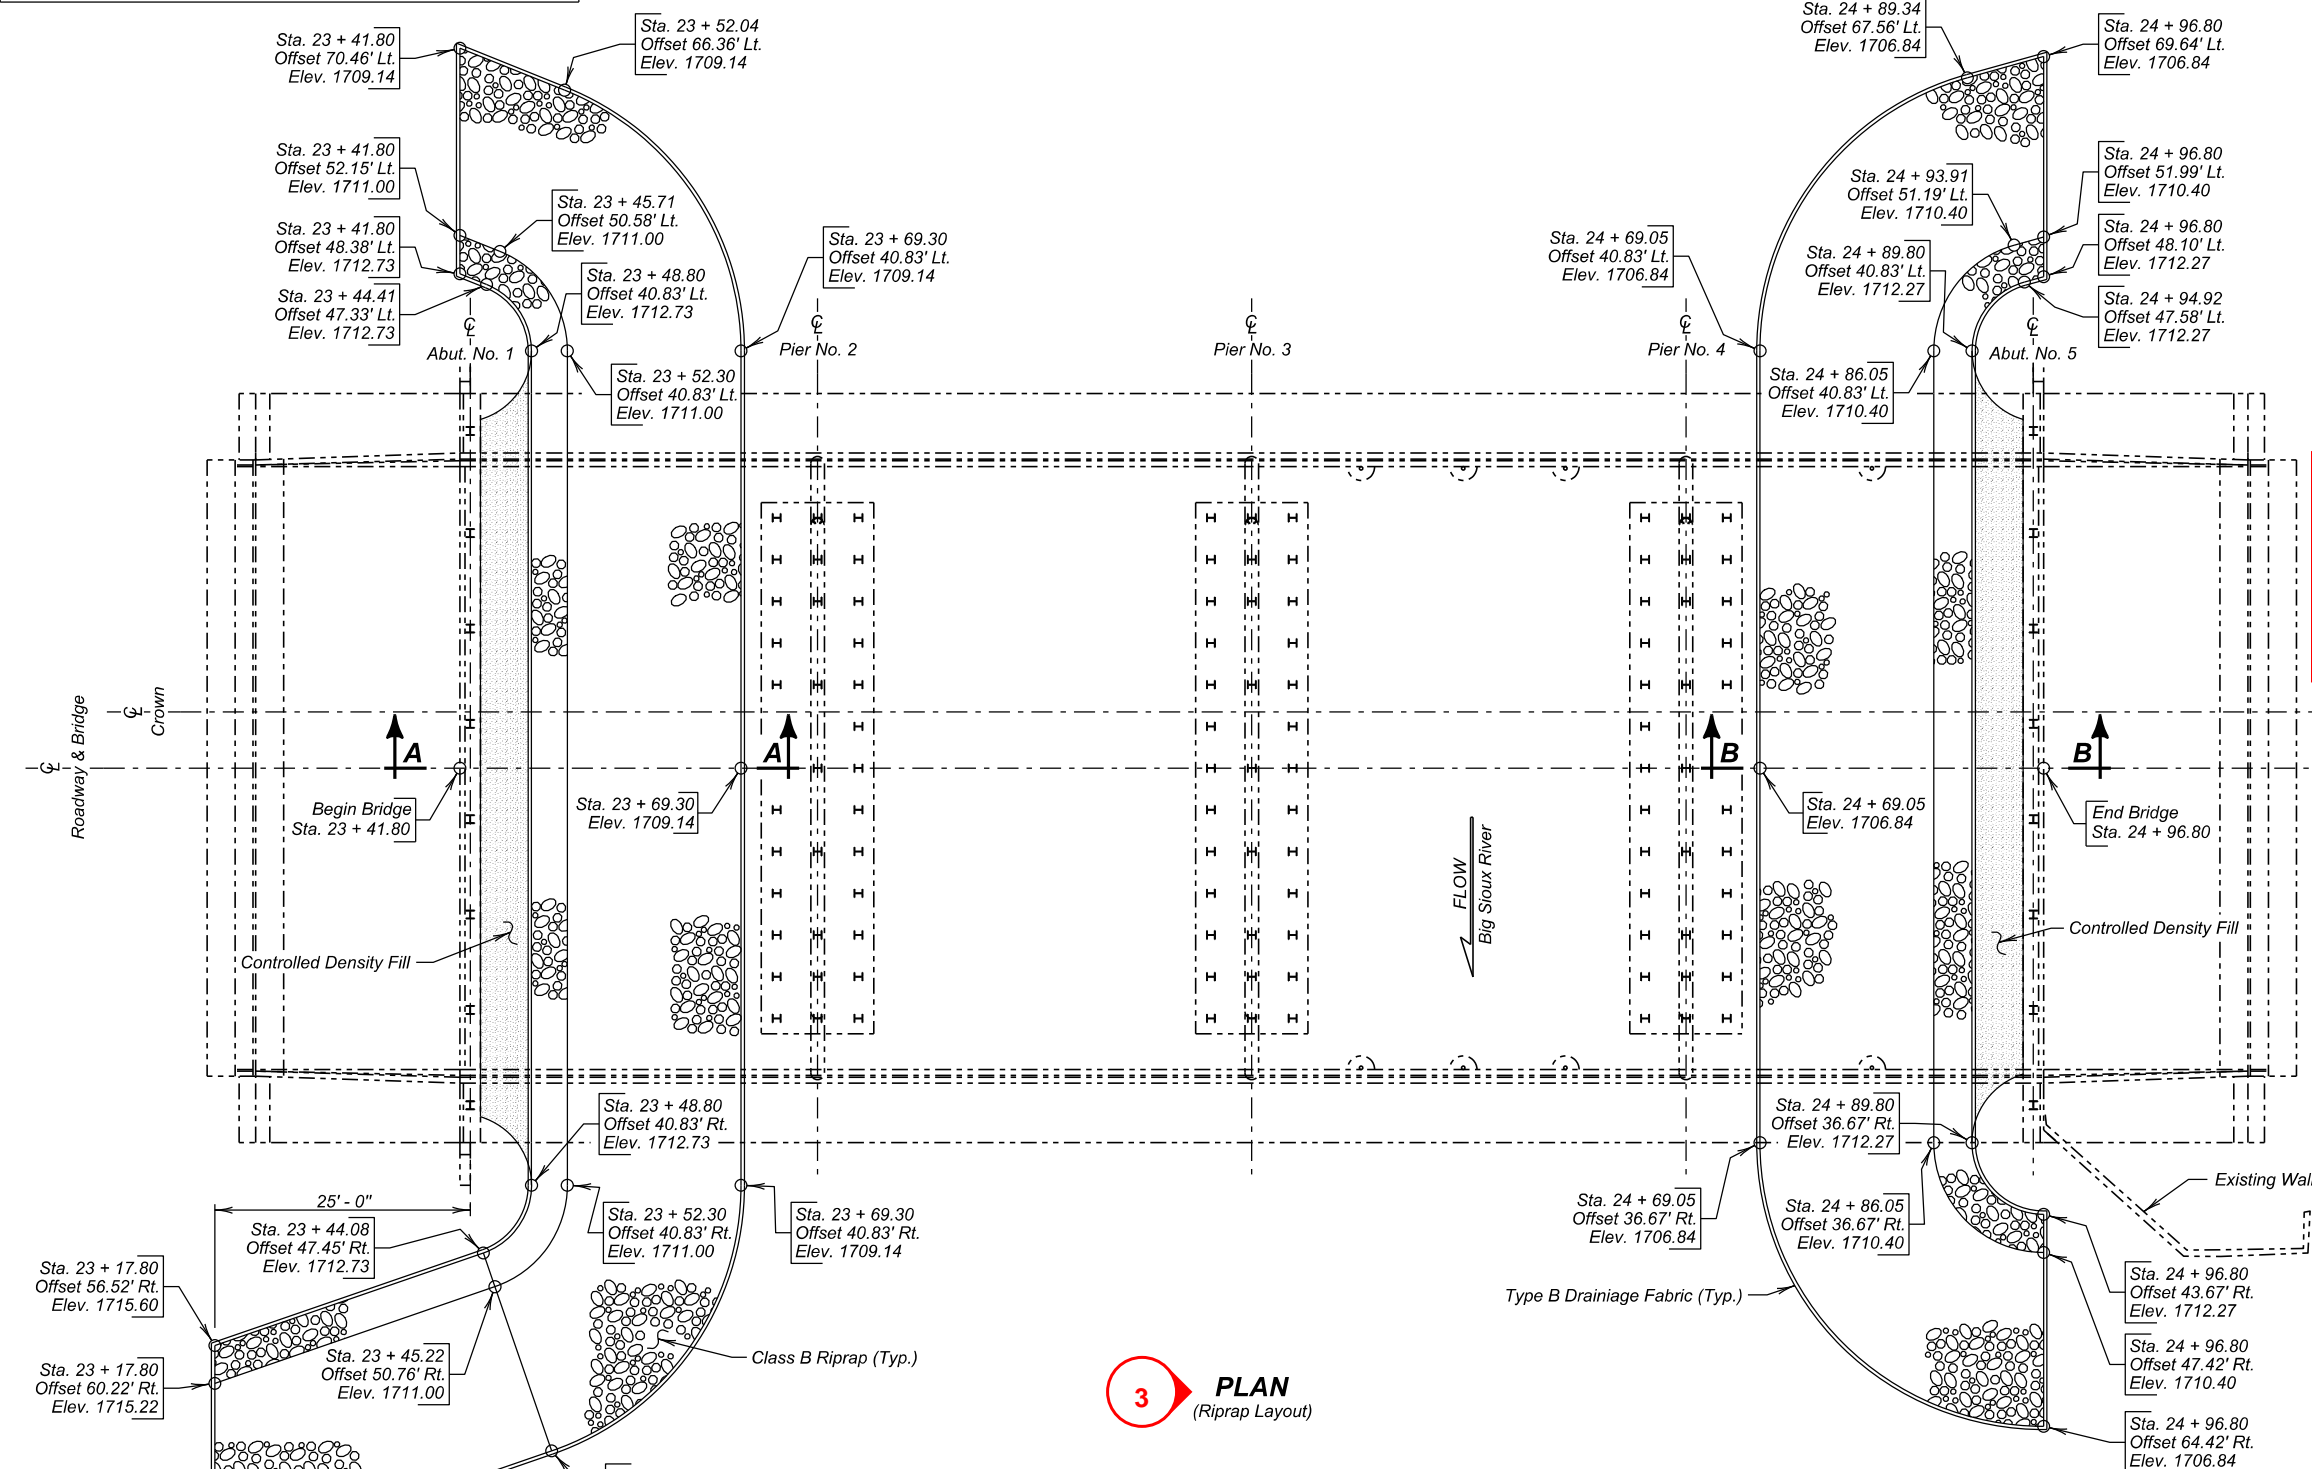 Sta. 23 + 41.80
Offset 70.46' Lt.
Elev. 1709.14
Sta. 23 + 52.04
Offset 66.36' Lt.
Elev. 1709.14
Sta. 24 + 89.34
Offset 67.56' Lt.
Elev. 1706.84
Sta. 24 + 96.80
Offset 69.64' Lt.
Elev. 1706.84
Sta. 23 + 41.80
Offset 52.15' Lt.
Elev. 1711.00
Sta. 23 + 45.71
Offset 50.58' Lt.
Elev. 1711.00
Sta. 24 + 93.91
Offset 51.19' Lt.
Elev. 1710.40
Sta. 24 + 96.80
Offset 51.99' Lt.
Elev. 1710.40
Sta. 23 + 41.80
Offset 48.38' Lt.
Elev. 1712.73
Sta. 23 + 48.80
Offset 40.83' Lt.
Elev. 1712.73
Sta. 23 + 69.30
Offset 40.83' Lt.
Elev. 1709.14
Sta. 24 + 69.05
Offset 40.83' Lt.
Elev. 1706.84
Sta. 24 + 89.80
Offset 40.83' Lt.
Elev. 1712.27
Sta. 24 + 96.80
Offset 48.10' Lt.
Elev. 1712.27
Sta. 23 + 44.41
Offset 47.33' Lt.
Elev. 1712.73
Sta. 24 + 94.92
Offset 47.58' Lt.
Elev. 1712.27
℄
Abut. No. 1
℄
Pier No. 2
℄
Pier No. 3
℄
Pier No. 4
℄
Abut. No. 5
Sta. 23 + 52.30
Offset 40.83' Lt.
Elev. 1711.00
Sta. 24 + 86.05
Offset 40.83' Lt.
Elev. 1710.40
℄
Crown
℄
Roadway & Bridge
A
A
B
B
Begin Bridge
Sta. 23 + 41.80
Sta. 23 + 69.30
Elev. 1709.14
Sta. 24 + 69.05
Elev. 1706.84
End Bridge
Sta. 24 + 96.80
FLOW
Big Sioux River
Controlled Density Fill
Controlled Density Fill
Sta. 23 + 48.80
Offset 40.83' Rt.
Elev. 1712.73
Sta. 24 + 89.80
Offset 36.67' Rt.
Elev. 1712.27
Existing Wal
25' - 0"
Sta. 23 + 44.08
Offset 47.45' Rt.
Elev. 1712.73
Sta. 23 + 52.30
Offset 40.83' Rt.
Elev. 1711.00
Sta. 23 + 69.30
Offset 40.83' Rt.
Elev. 1709.14
Sta. 24 + 69.05
Offset 36.67' Rt.
Elev. 1706.84
Sta. 24 + 86.05
Offset 36.67' Rt.
Elev. 1710.40
Sta. 23 + 17.80
Offset 56.52' Rt.
Elev. 1715.60
Type B Drainiage Fabric (Typ.)
Sta. 24 + 96.80
Offset 43.67' Rt.
Elev. 1712.27
Sta. 23 + 17.80
Offset 60.22' Rt.
Elev. 1715.22
Sta. 23 + 45.22
Offset 50.76' Rt.
Elev. 1711.00
Class B Riprap (Typ.)
Sta. 24 + 96.80
Offset 47.42' Rt.
Elev. 1710.40
3
PLAN
(Riprap Layout)
Sta. 24 + 96.80
Offset 64.42' Rt.
Elev. 1706.84